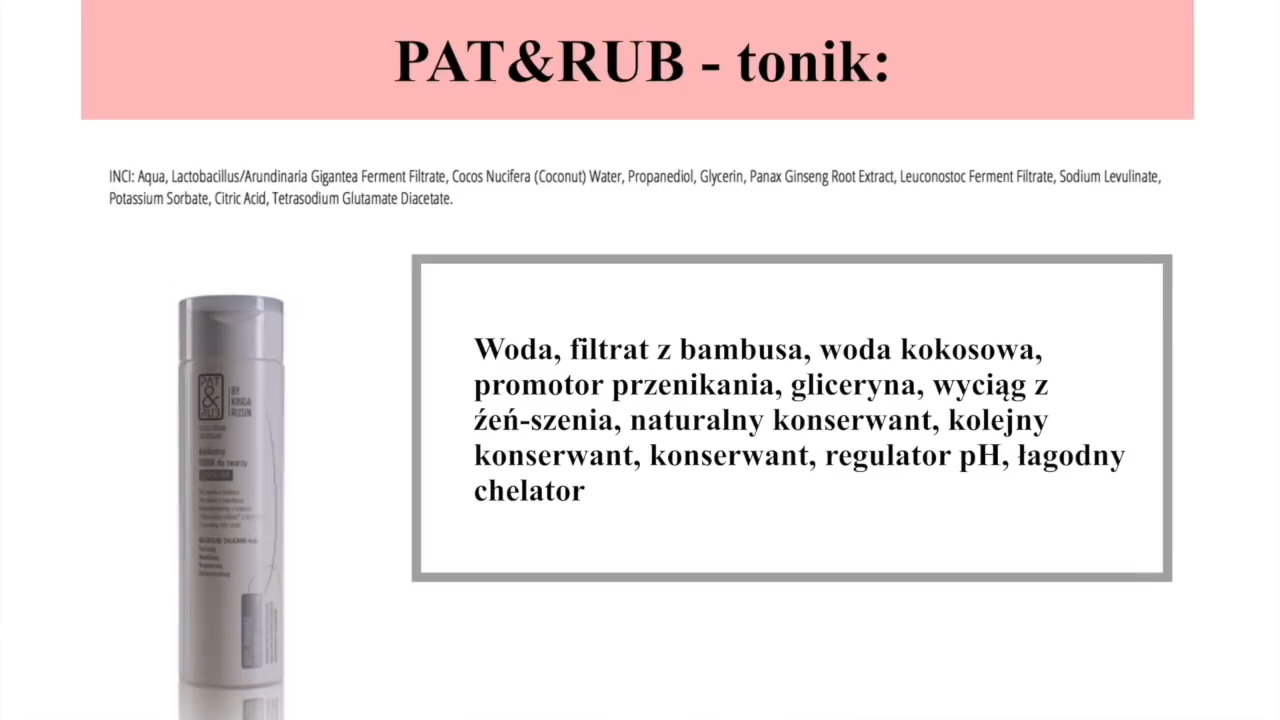 PAT&RUB - tonik:
INCI: Aqua, Lactobacillus/Arundinaria Gigantea Ferment Filtrate, Cocos Nucifera (Coconut) Water, Propanediol, Glycerin, Panax Ginseng Root Extract, Leuconostoc Ferment Filtrate, Sodium Levulinate,
Potassium Sorbate, Citric Acid, Tetrasodium Glutamate Diacetate.
Woda, filtrat z bambusa, woda kokosowa,
promotor przenikania, gliceryna, wyciąg z
źeń-szenia, naturalny konserwant, kolejny
konserwant, konserwant, regulator pH, łagodny
chelator
PAT
&
RUB
BY
KINGA
RUSIN
delikatny
do twarzy